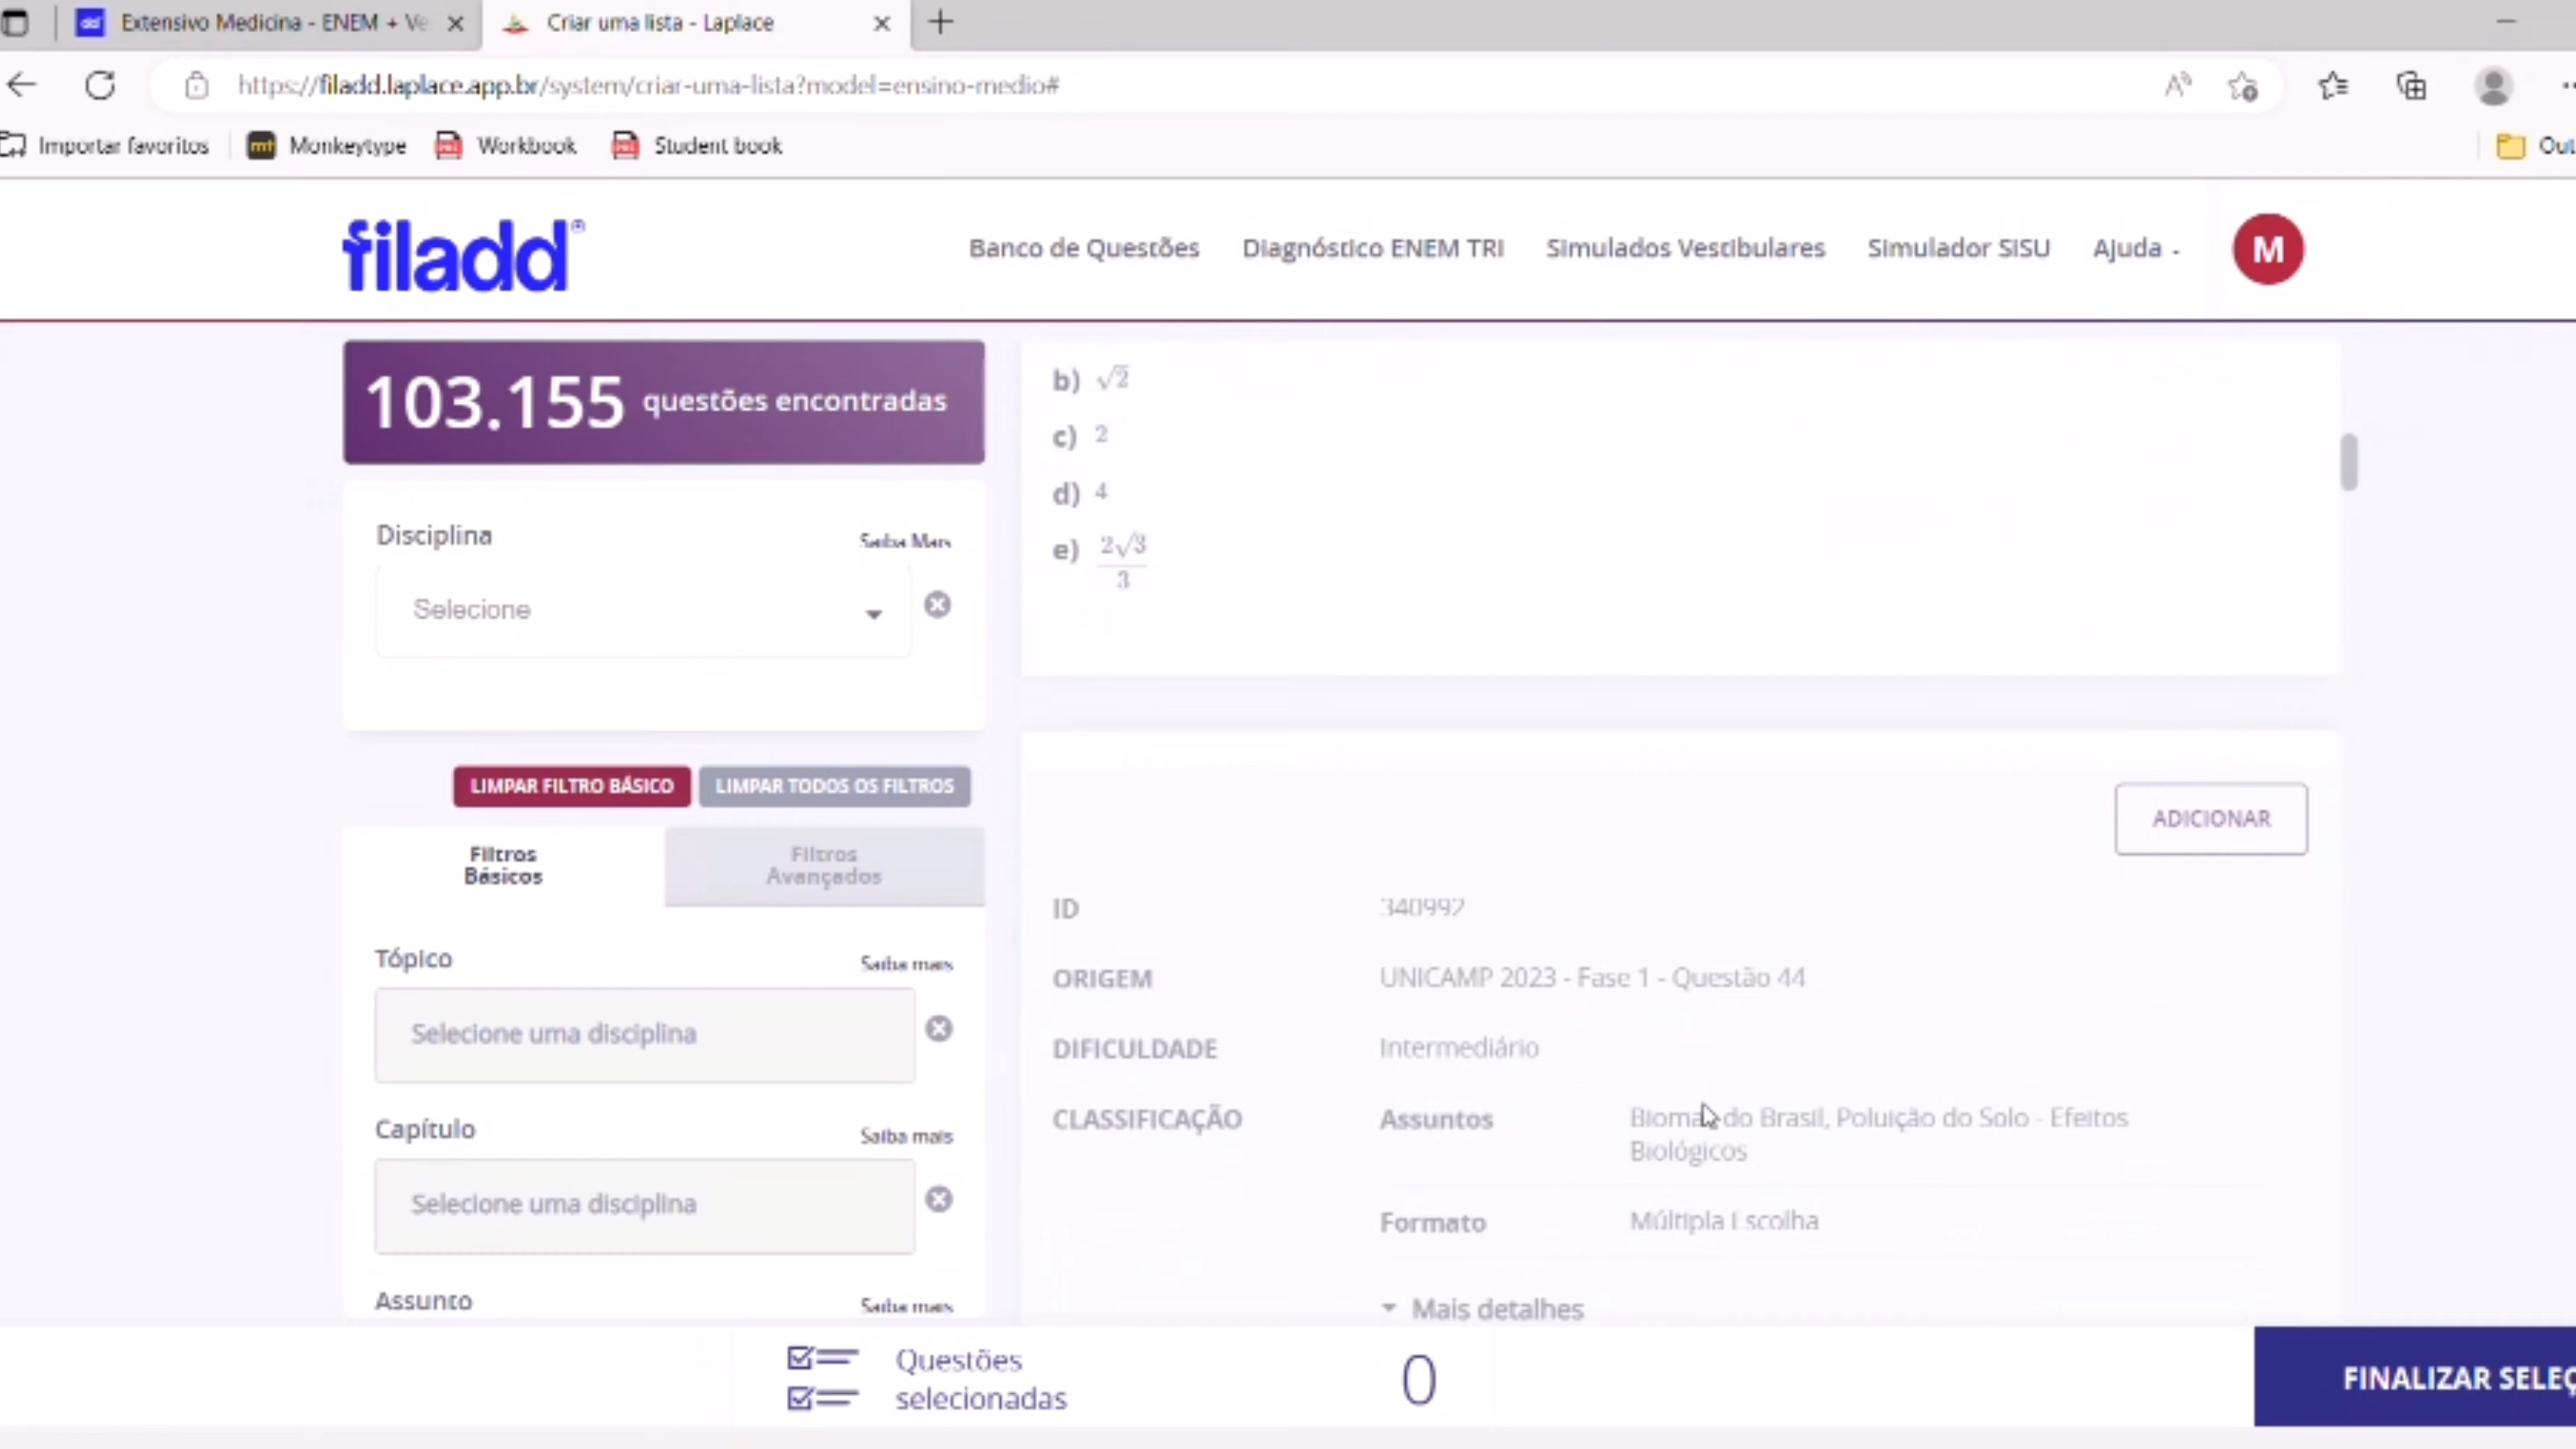 Extensivo Medicina - ENEM + Ve
Criar uma lista - Laplace
https://filadd.laplace.app.br/system/criar-uma-lista?model=ensino-medio#
Importar favoritos
Monkeytype
Workbook
Student book
Out
filadd
Banco de Questões
Diagnóstico ENEM TRI
Simulados Vestibulares
Simulador SiSU
Ajuda
M
103.155 questões encontradas
Disciplina
Saiba Mais
Selecione
LIMPAR FILTRO BÁSICO
LIMPAR TODOS OS FILTROS
Filtros
Básicos
Filtros
Avançados
Tópico
Saiba mais
Selecione uma disciplina
Capítulo
Saiba mais
Selecione uma disciplina
Assunto
Saiba mais
b) √2
c) 2
d) 4
e) 2√3
3
ADICIONAR
ID 340992
ORIGEM UNICAMP 2023 - Fase 1 - Questão 44
DIFICULDADE Intermediário
CLASSIFICAÇÃO Assuntos Biomas do Brasil, Poluição do Solo - Efeitos
Biológicos
Formato Múltipla Escolha
Mais detalhes
Questões
selecionadas
0
FINALIZAR SELEÇ